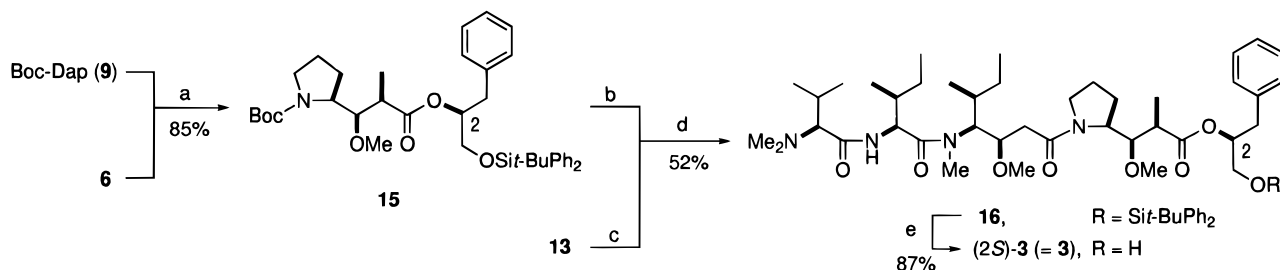 Boc-Dap (9)
a
85%
6
Boc
N
OMe
O
O
2
OSit-BuPh2
15
b
d
52%
13
c
NMe2
O
N
H
O
N
Me
OMe
O
N
OMe
O
O
2
OR
16, R = Sit-BuPh2
e
87%
(2S)-3 (= 3), R = H